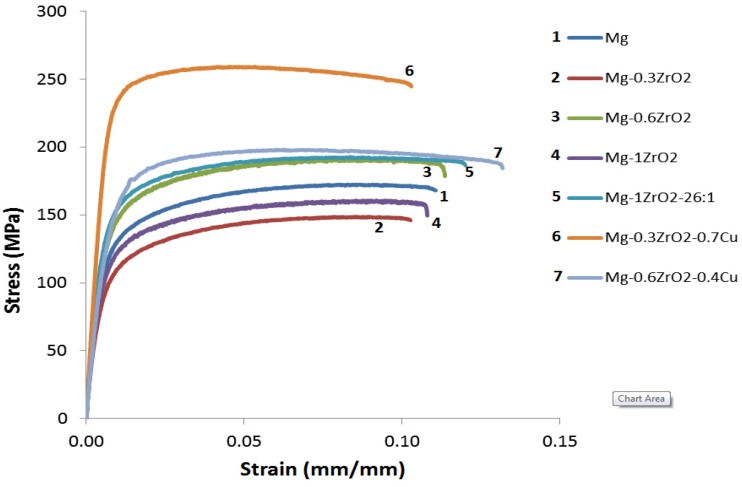 300
250
200
150
100
50
0
Stress (MPa)
0.00
0.05
0.10
0.15
Strain (mm/mm)
6
7
3
5
1
2
4
1 Mg
2 Mg-0.3ZrO2
3 Mg-0.6ZrO2
4 Mg-1ZrO2
5 Mg-1ZrO2-26:1
6 Mg-0.3ZrO2-0.7Cu
7 Mg-0.6ZrO2-0.4Cu
Chart Area